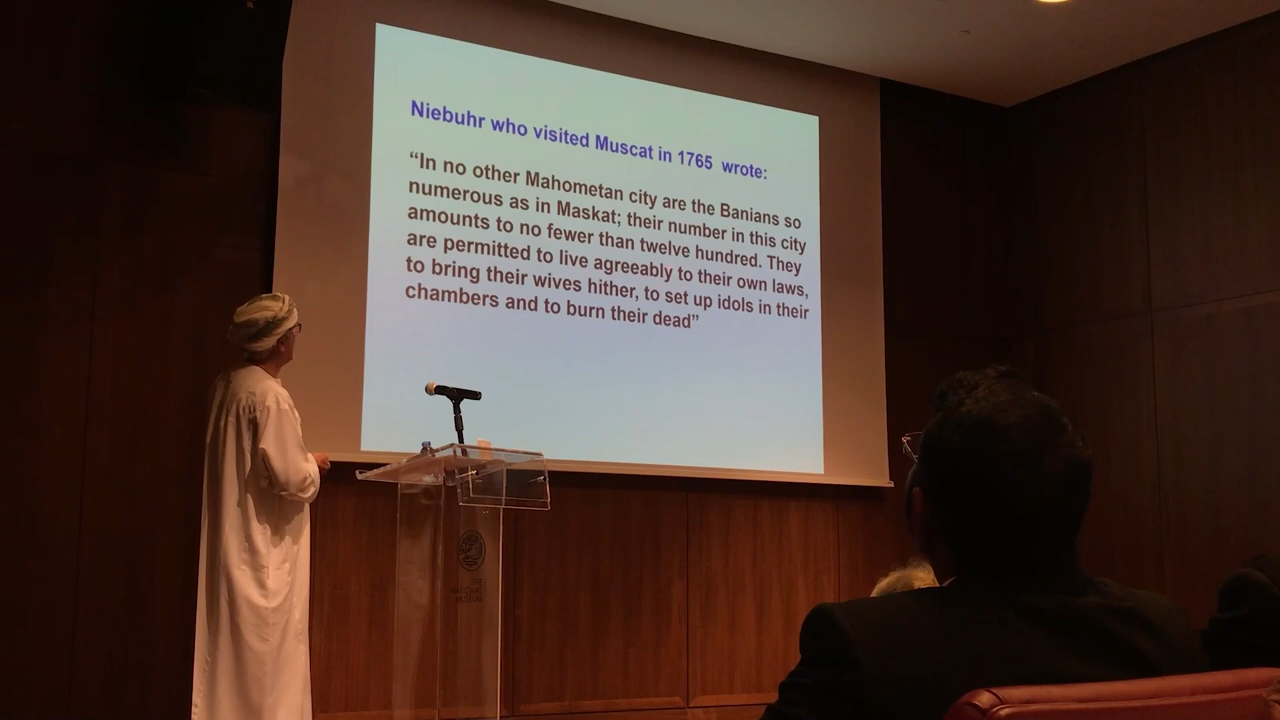 Niebuhr who visited Muscat in 1765 wrote:
“In no other Mahometan city are the Banians so
numerous as in Maskat; their number in this city
amounts to no fewer than twelve hundred. They
are permitted to live agreeably to their own laws,
to bring their wives hither, to set up idols in their
chambers and to burn their dead”
THE
NATIONAL
MUSEUM